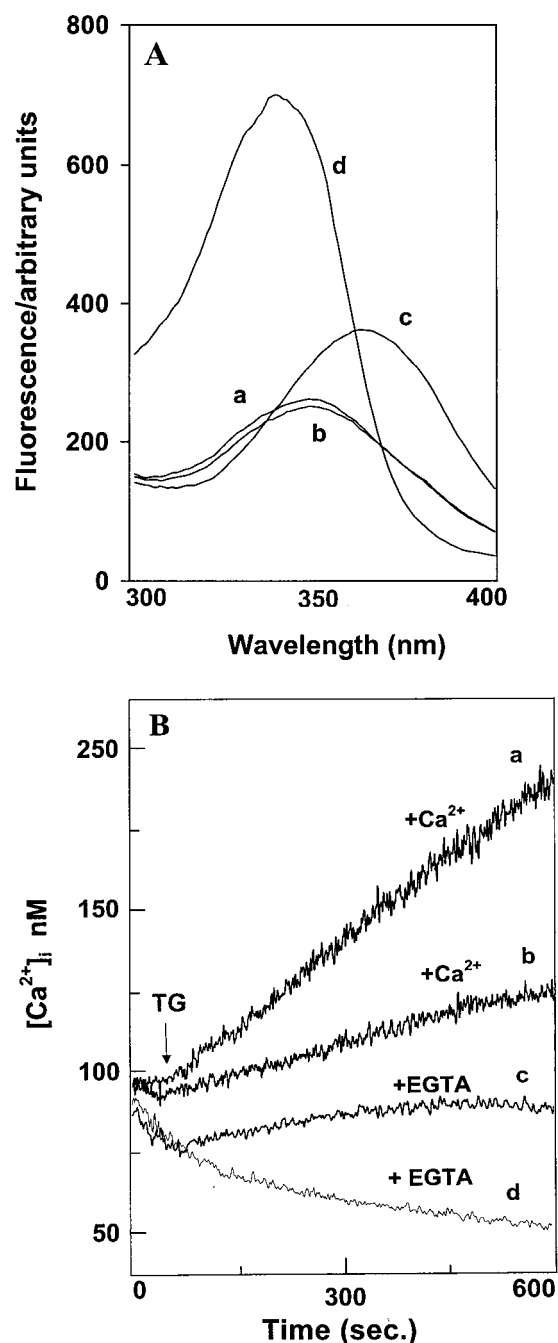 A
Fluorescence/arbitrary units
800
600
400
200
0
d
c
a
b
300 350 400
Wavelength (nm)
B
[Ca²⁺]ᵢ nM
250
150
100
50
a
+Ca²⁺
b
+Ca²⁺
TG
+EGTA c
+ EGTA d
0 300 600
Time (sec.)